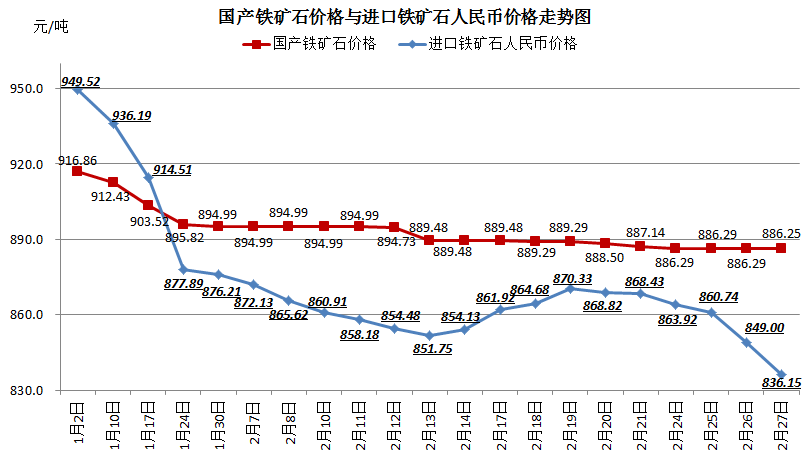 国产铁矿石价格与进口铁矿石人民币价格走势图
元/吨
国产铁矿石价格 进口铁矿石人民币价格
950.0
920.0
890.0
860.0
830.0
949.52 936.19 914.51 877.89 876.21 872.13 865.62 860.91 858.18 854.48 851.75 854.13 861.92 864.68 870.33 868.82 868.43 863.92 860.74 849.00 836.15
916.86 912.43 903.52 895.82 894.99 894.99 894.99 894.99 894.99 894.73 889.48 889.48 889.48 889.29 889.29 888.50 887.14 886.29 886.29 886.29 886.25
1月2日 1月10日 1月17日 1月24日 1月30日 2月7日 2月8日 2月10日 2月11日 2月12日 2月13日 2月14日 2月17日 2月18日 2月19日 2月20日 2月21日 2月24日 2月25日 2月26日 2月27日